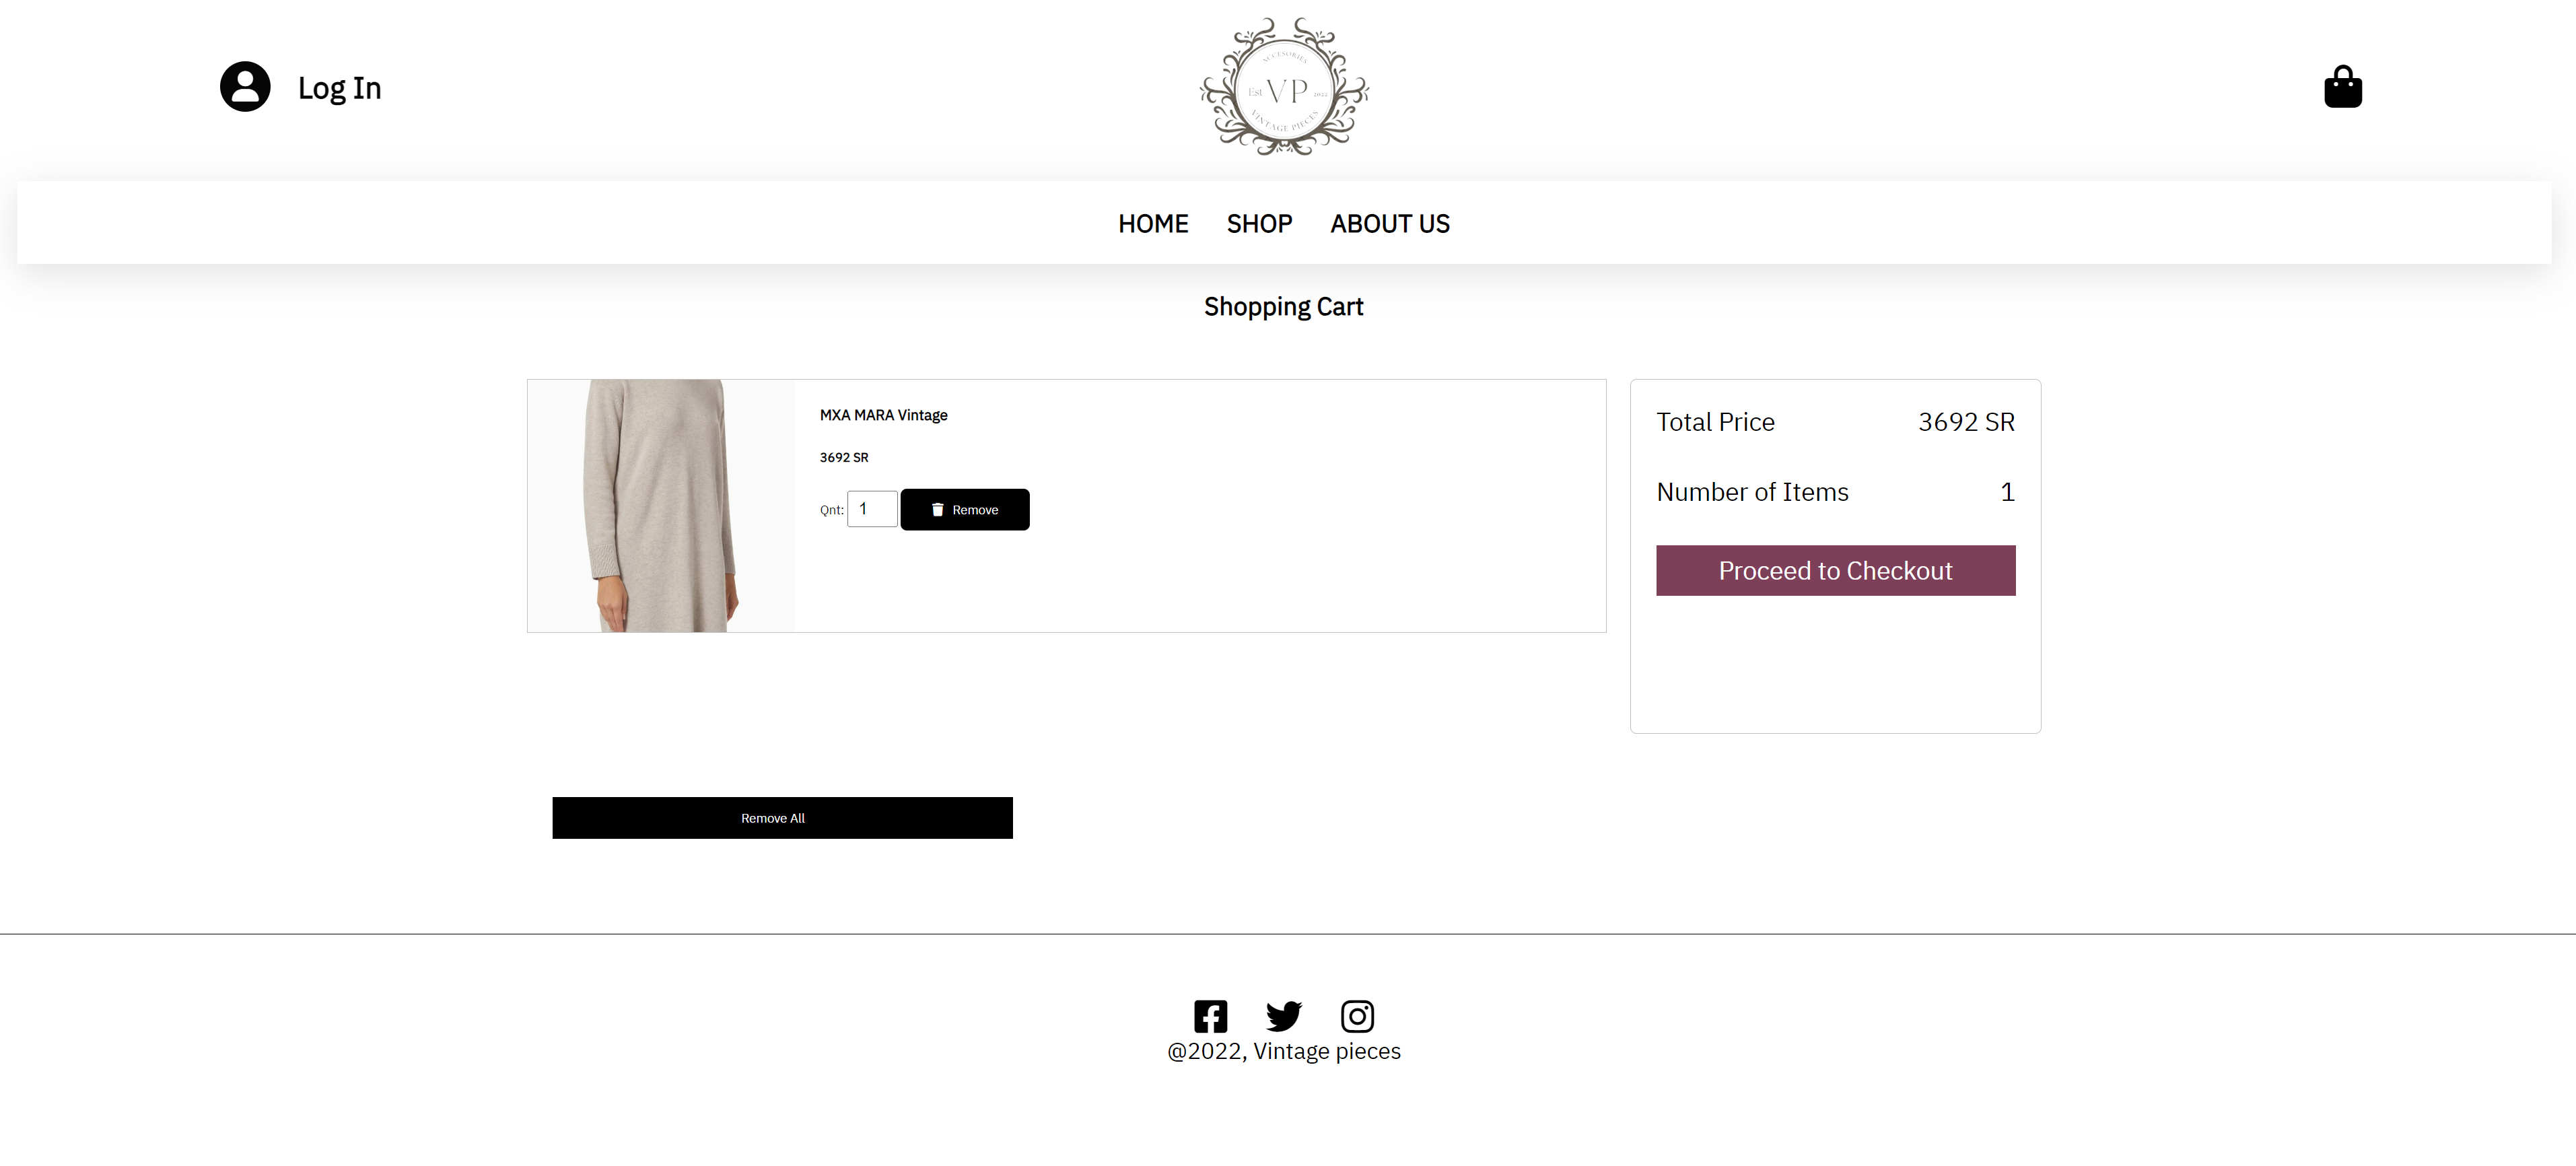 Log In
ACCESORIES
Est VP 2022
VINTAGE PIECES
HOME SHOP ABOUT US
Shopping Cart
MXA MARA Vintage
3692 SR
Qnt: 1 Remove
Total Price 3692 SR
Number of Items 1
Proceed to Checkout
Remove All
@2022, Vintage pieces